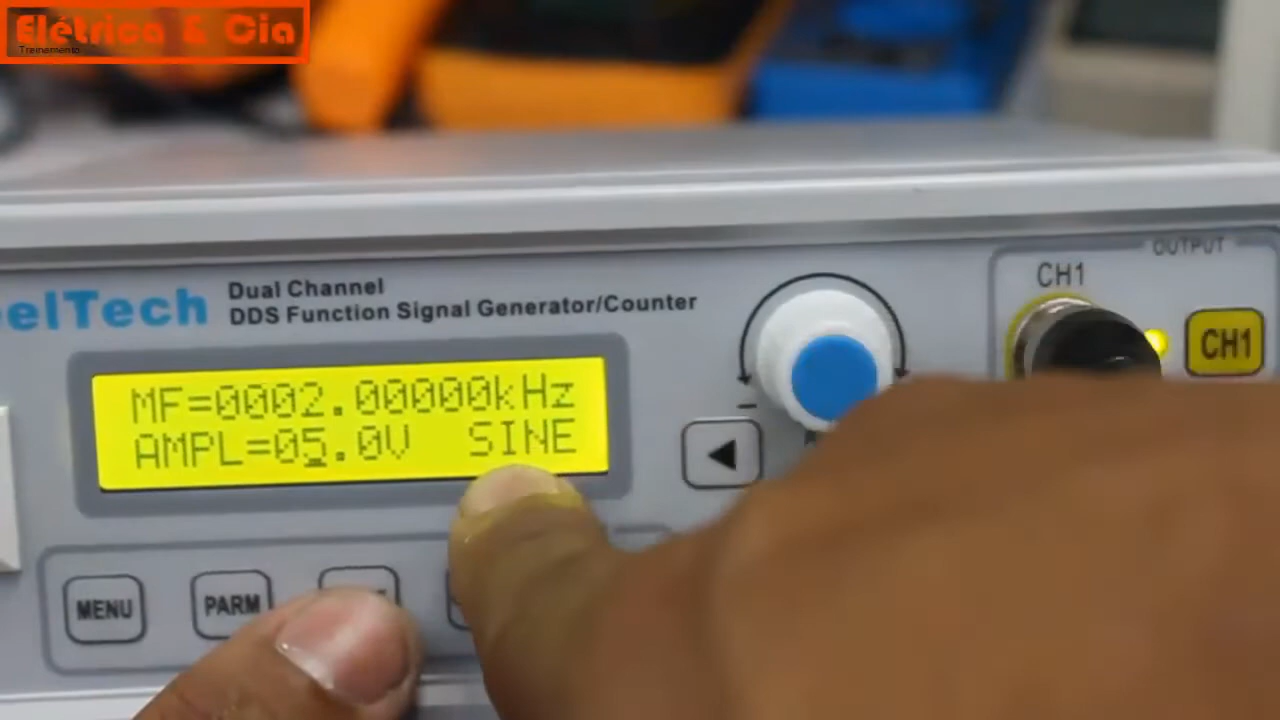 Elétrica & Cia
Treinamento
OUTPUT
CH1
eelTech
Dual Channel
DDS Function Signal Generator/Counter
CH1
MF=0002.00000kHz
AMPL=05.0V SINE
−
MENU
PARM